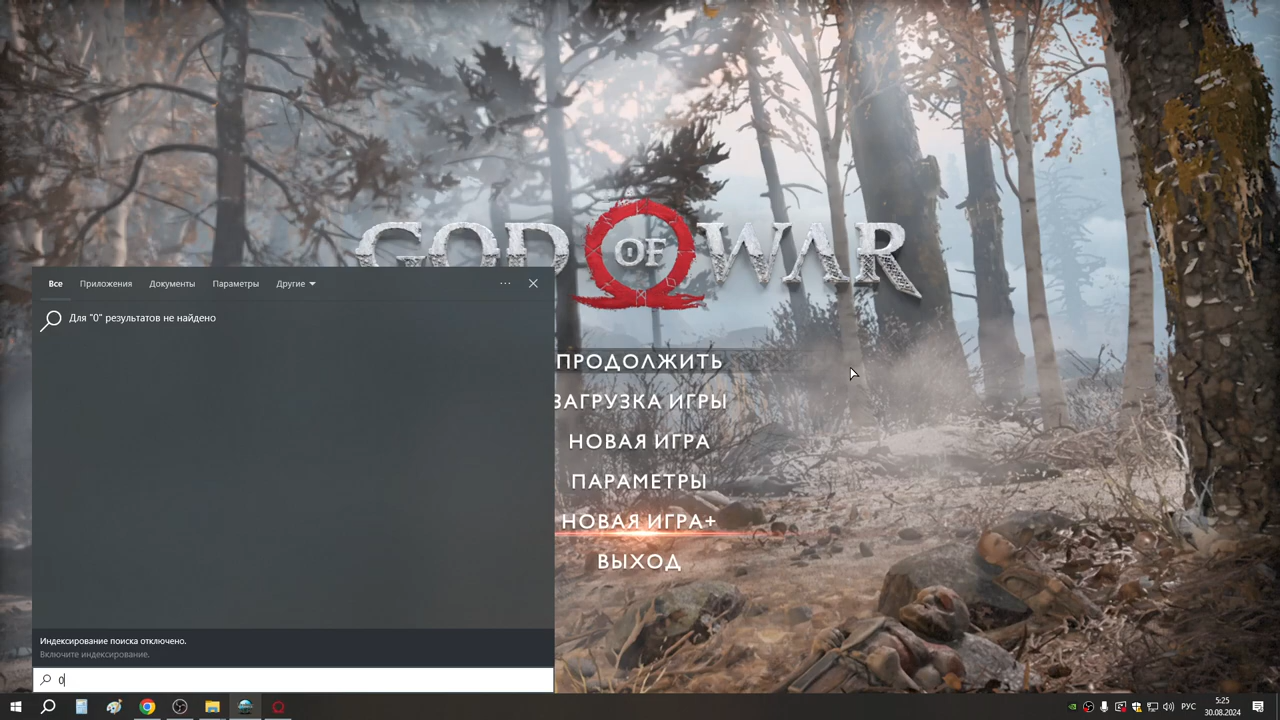 GOD OF WAR
Все Приложения Документы Параметры Другие
Для "0" результатов не найдено
ПРОДОЛЖИТЬ
ЗАГРУЗКА ИГРЫ
НОВАЯ ИГРА
ПАРАМЕТРЫ
НОВАЯ ИГРА+
ВЫХОД
Индексирование поиска отключено.
Включите индексирование.
0
РУС
5:25
30.08.2024